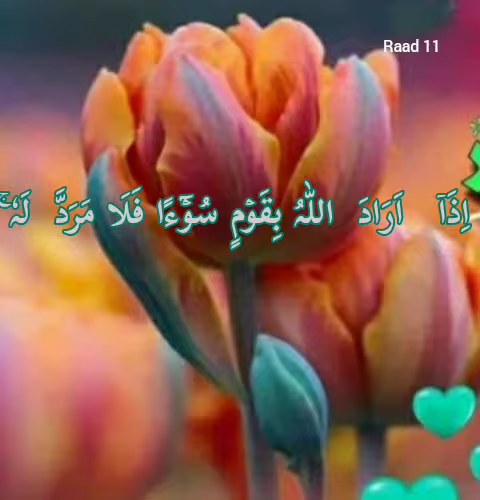 Raad 11
اِذَآ اَرَادَ اللّٰهُ بِقَوْمٍ سُوْٓءًا فَلَا مَرَدَّ لَهٗ ۚ